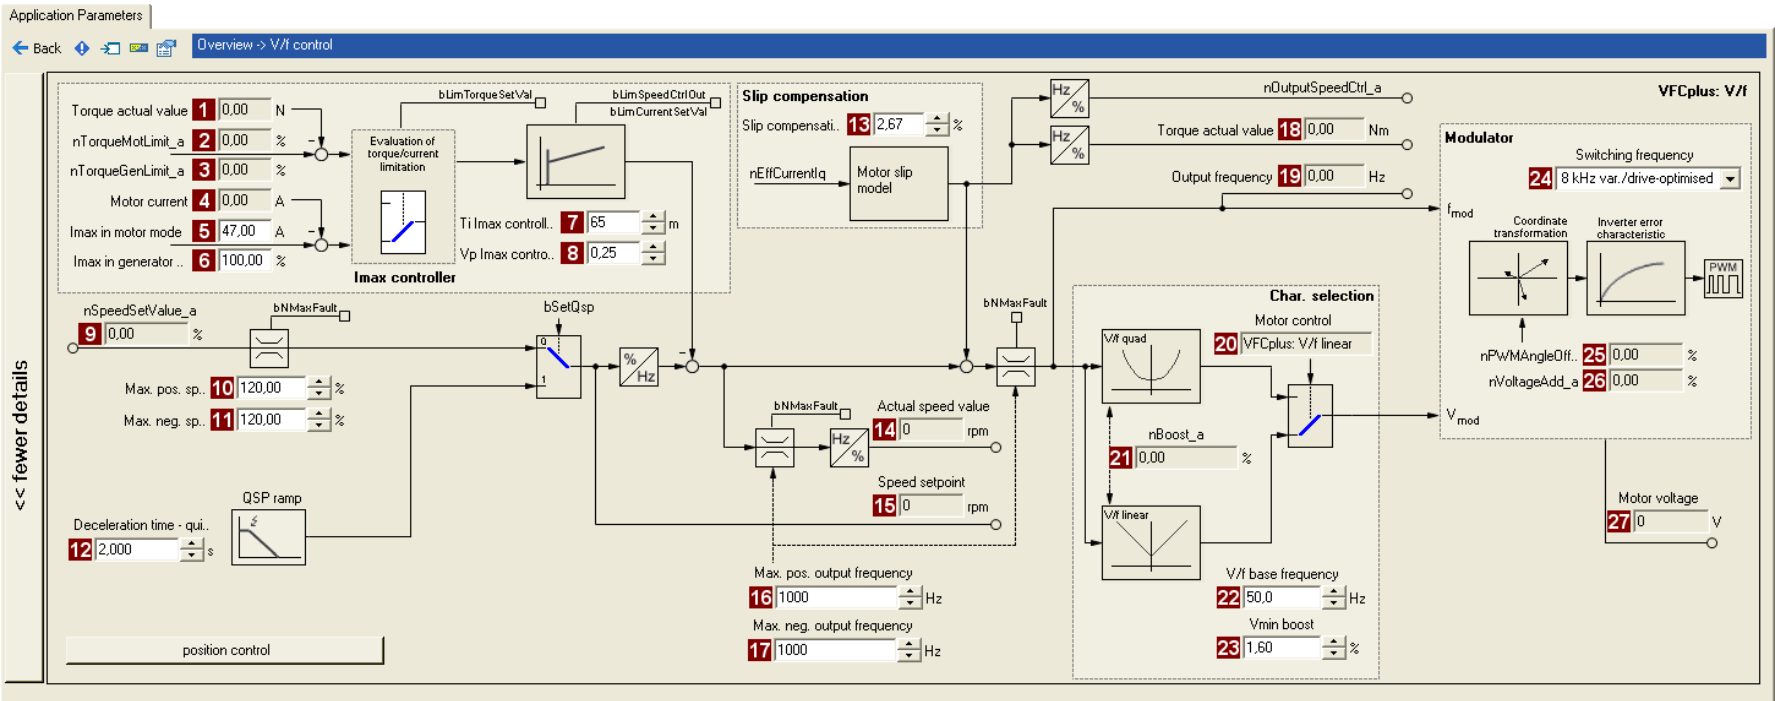 Application Parameters
Back
Overview -> V/f control
<< fewer details
VFCplus: V/f
Torque actual value 1 0,00 N
nTorqueMotLimit_a 2 0,00 %
nTorqueGenLimit_a 3 0,00 %
Motor current 4 0,00 A
Imax in motor mode 5 47,00 A
Imax in generator .. 6 100,00 %
bLimTorqueSetVal
Evaluation of
torque/current
limitation
bLimSpeedCtrlOut
bLimCurrentSetVal
Ti Imax controll.. 7 65 m
Vp Imax contro.. 8 0,25
Imax controller
Slip compensation
Slip compensati.. 13 2,67 %
nEffCurrentIq
Motor slip
model
Hz
%
nOutputSpeedCtrl_a
Hz
%
Torque actual value 18 0,00 Nm
Output frequency 19 0,00 Hz
Modulator
Switching frequency
24 8 kHz var./drive-optimised
fmod
Coordinate
transformation
Inverter error
characteristic
PWM
nPWMAngleOff.. 25 0,00 %
nVoltageAdd_a 26 0,00 %
Vmod
Motor voltage
27 0 V
nSpeedSetValue_a
9 0,00 %
bNMaxFault
Max. pos. sp.. 10 120,00 %
Max. neg. sp.. 11 120,00 %
bSetQsp
0
1
%
Hz
QSP ramp
Deceleration time - qui..
12 2,000 s
position control
bNMaxFault
bNMaxFault
Hz
%
Actual speed value
14 0 rpm
Speed setpoint
15 0 rpm
Max. pos. output frequency
16 1000 Hz
Max. neg. output frequency
17 1000 Hz
Char. selection
Motor control
20 VFCplus: V/f linear
V/f quad
nBoost_a
21 0,00 %
V/f linear
V/f base frequency
22 50,0 Hz
Vmin boost
23 1,60 %